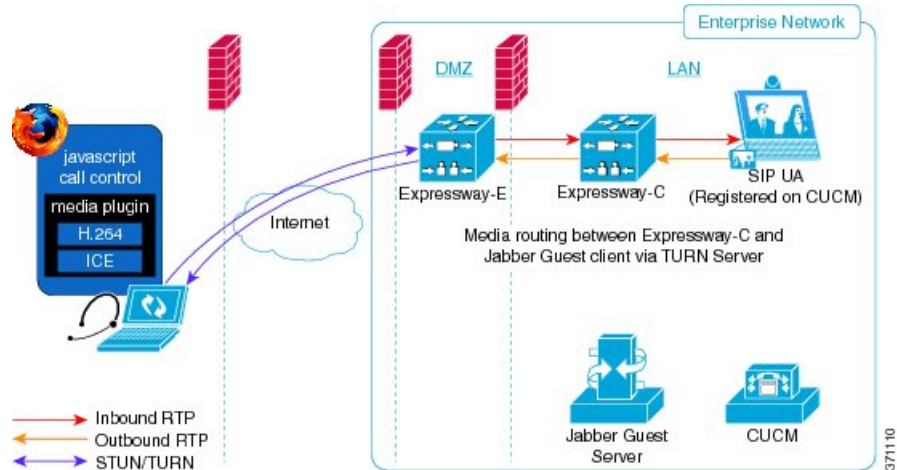 Enterprise Network
DMZ
LAN
javascript
call control
media plugin
H.264
ICE
Internet
Expressway-E
Expressway-C
SIP UA
(Registered on CUCM)
Media routing between Expressway-C and
Jabber Guest client via TURN Server
Inbound RTP
Outbound RTP
STUN/TURN
Jabber Guest
Server
CUCM
371110